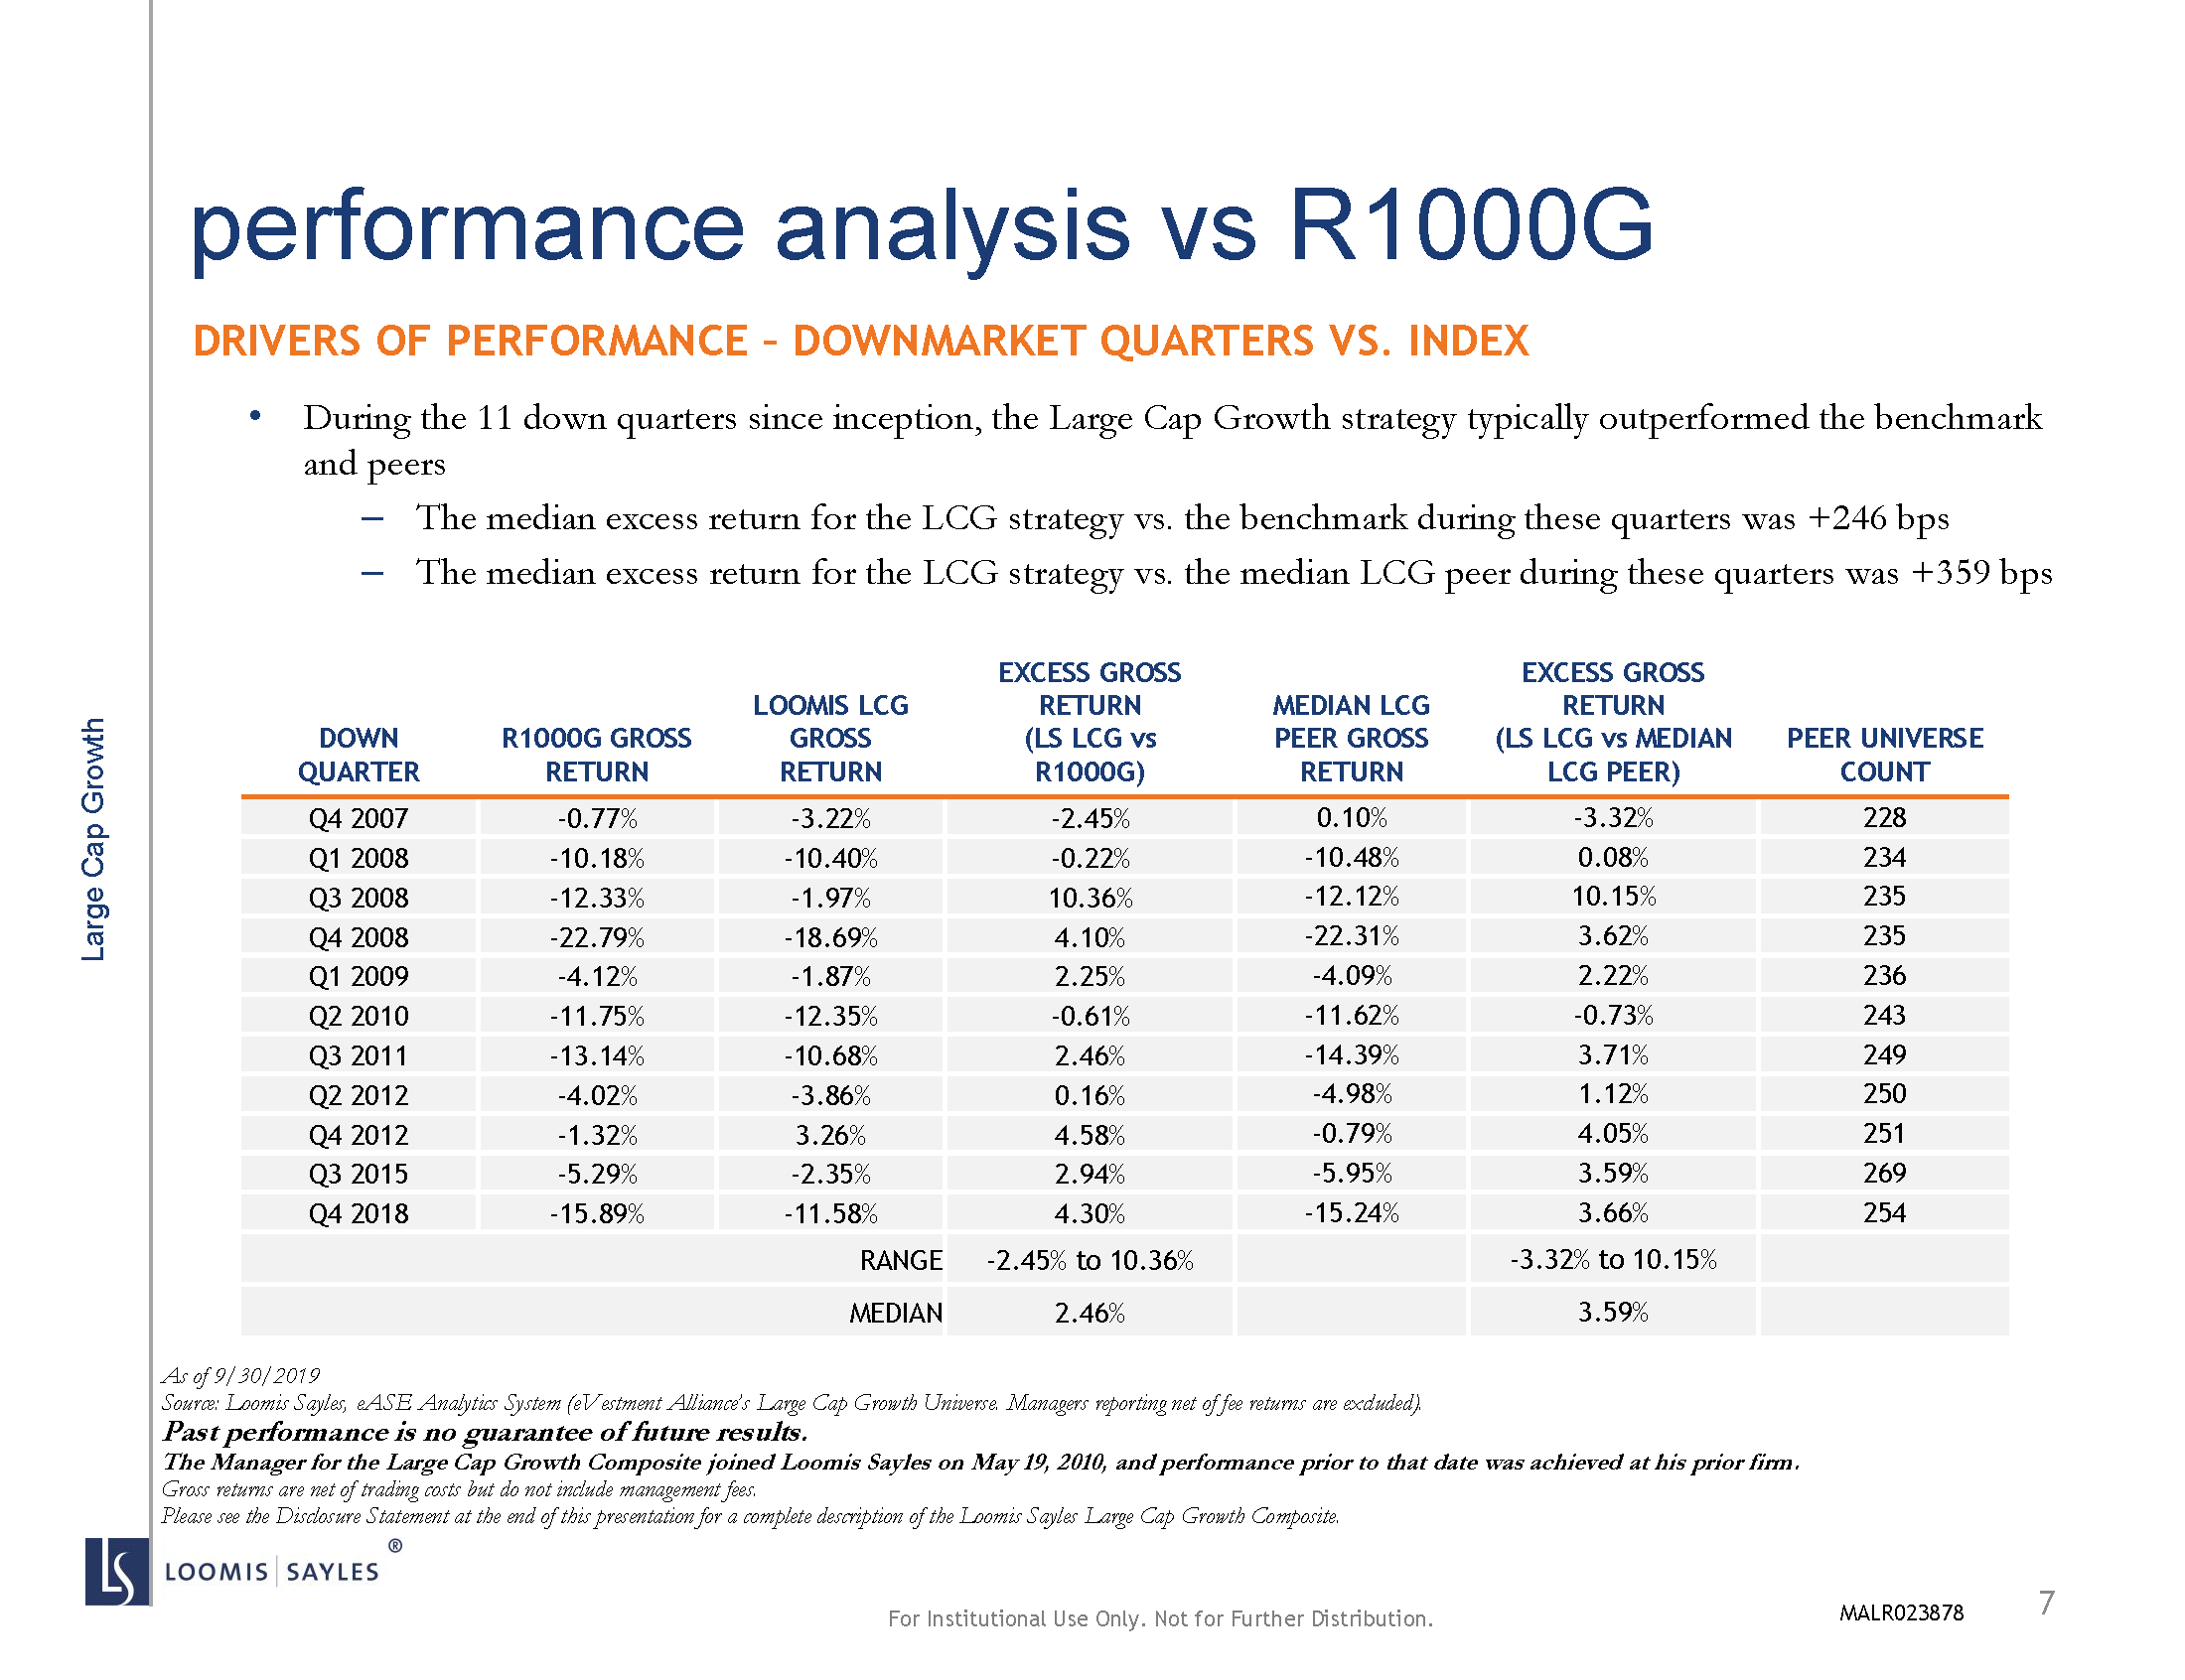 performance analysis vs R1000G
DRIVERS OF PERFORMANCE – DOWNMARKET QUARTERS VS. INDEX
• During the 11 down quarters since inception, the Large Cap Growth strategy typically outperformed the benchmark
and peers
– The median excess return for the LCG strategy vs. the benchmark during these quarters was +246 bps
– The median excess return for the LCG strategy vs. the median LCG peer during these quarters was +359 bps
Large Cap Growth
DOWN QUARTER R1000G GROSS RETURN LOOMIS LCG GROSS RETURN EXCESS GROSS RETURN (LS LCG vs R1000G) MEDIAN LCG PEER GROSS RETURN EXCESS GROSS RETURN (LS LCG vs MEDIAN LCG PEER) PEER UNIVERSE COUNT
Q4 2007 -0.77% -3.22% -2.45% 0.10% -3.32% 228
Q1 2008 -10.18% -10.40% -0.22% -10.48% 0.08% 234
Q3 2008 -12.33% -1.97% 10.36% -12.12% 10.15% 235
Q4 2008 -22.79% -18.69% 4.10% -22.31% 3.62% 235
Q1 2009 -4.12% -1.87% 2.25% -4.09% 2.22% 236
Q2 2010 -11.75% -12.35% -0.61% -11.62% -0.73% 243
Q3 2011 -13.14% -10.68% 2.46% -14.39% 3.71% 249
Q2 2012 -4.02% -3.86% 0.16% -4.98% 1.12% 250
Q4 2012 -1.32% 3.26% 4.58% -0.79% 4.05% 251
Q3 2015 -5.29% -2.35% 2.94% -5.95% 3.59% 269
Q4 2018 -15.89% -11.58% 4.30% -15.24% 3.66% 254
RANGE -2.45% to 10.36% -3.32% to 10.15%
MEDIAN 2.46% 3.59%
As of 9/30/2019
Source: Loomis Sayles, eASE Analytics System (eVestment Alliance's Large Cap Growth Universe. Managers reporting net of fee returns are excluded).
Past performance is no guarantee of future results.
The Manager for the Large Cap Growth Composite joined Loomis Sayles on May 19, 2010, and performance prior to that date was achieved at his prior firm.
Gross returns are net of trading costs but do not include management fees.
Please see the Disclosure Statement at the end of this presentation for a complete description of the Loomis Sayles Large Cap Growth Composite.
LS LOOMIS | SAYLES ®
For Institutional Use Only. Not for Further Distribution.
MALR023878
7